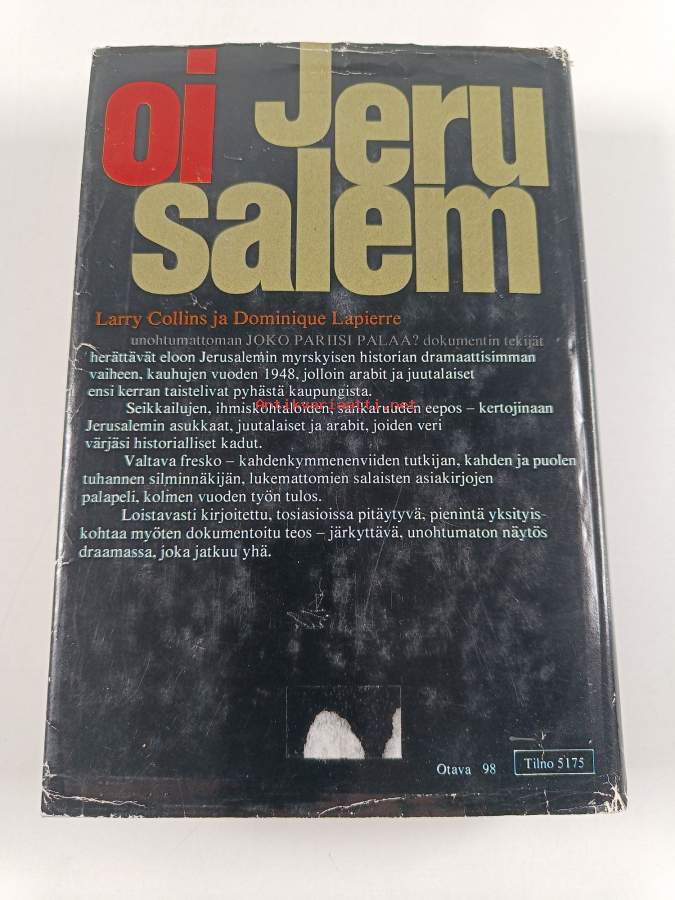 oi Jeru
salem
Larry Collins ja Dominique Lapierre
unohtumattoman JOKO PARIISI PALAA? dokumentin tekijät
herättävät eloon Jerusalemin myrskyisen historian dramaattisimman
vaiheen, kauhujen vuoden 1948, jolloin arabit ja juutalaiset
ensi kerran taistelivat pyhästä kaupungista.
Antikvariaatti.net
Seikkailujen, ihmiskohtaloiden, sankaruuden eepos – kertojinaan
Jerusalemin asukkaat, juutalaiset ja arabit, joiden veri
värjäsi historialliset kadut.
Valtava fresko – kahdenkymmenenviiden tutkijan, kahden ja puolen
tuhannen silminnäkijän, lukemattomien salaisten asiakirjojen
palapeli, kolmen vuoden työn tulos.
Loistavasti kirjoitettu, tosiasioissa pitäytyvä, pienintä yksityis-
kohtaa myöten dokumentoitu teos – järkyttävä, unohtumaton näytös
draamassa, joka jatkuu yhä.
Otava 98
Tilno 5175